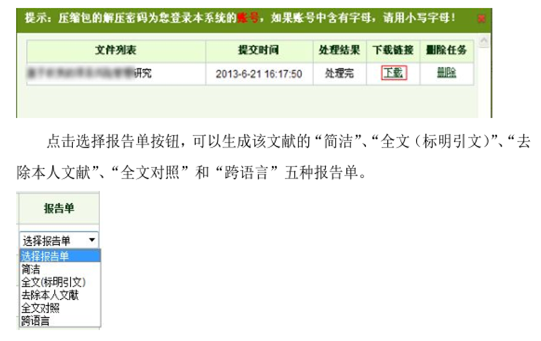 提示：压缩包的解压密码为您登录本系统的账号，如果账号中含有字母，请用小写字母！
文件列表 提交时间 处理结果 下载链接 删除任务
研究 2013-6-21 16:17:50 处理完 下载 删除
点击选择报告单按钮，可以生成该文献的“简洁”、“全文（标明引文）”、“去
除本人文献”、“全文对照”和“跨语言”五种报告单。
报告单
选择报告单
选择报告单
简洁
全文(标明引文)
去除本人文献
全文对照
跨语言